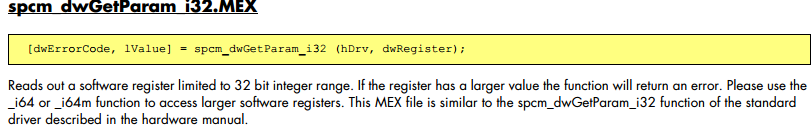 spcm_dwGetParam_i32.MEX
[dwErrorCode, lValue] = spcm_dwGetParam_i32 (hDrv, dwRegister);
Reads out a software register limited to 32 bit integer range. If the register has a larger value the function will return an error. Please use the
_i64 or _i64m function to access larger software registers. This MEX file is similar to the spcm_dwGetParam_i32 function of the standard
driver described in the hardware manual.